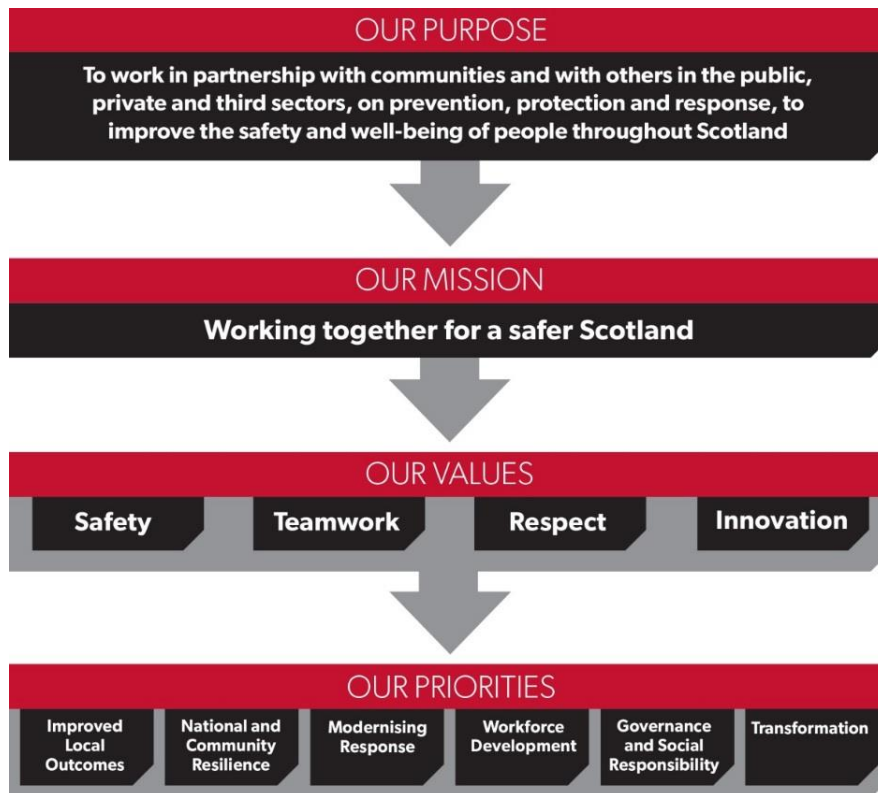 OUR PURPOSE
To work in partnership with communities and with others in the public,
private and third sectors, on prevention, protection and response, to
improve the safety and well-being of people throughout Scotland
OUR MISSION
Working together for a safer Scotland
OUR VALUES
Safety
Teamwork
Respect
Innovation
OUR PRIORITIES
Improved
Local
Outcomes
National and
Community
Resilience
Modernising
Response
Workforce
Development
Governance
and Social
Responsibility
Transformation